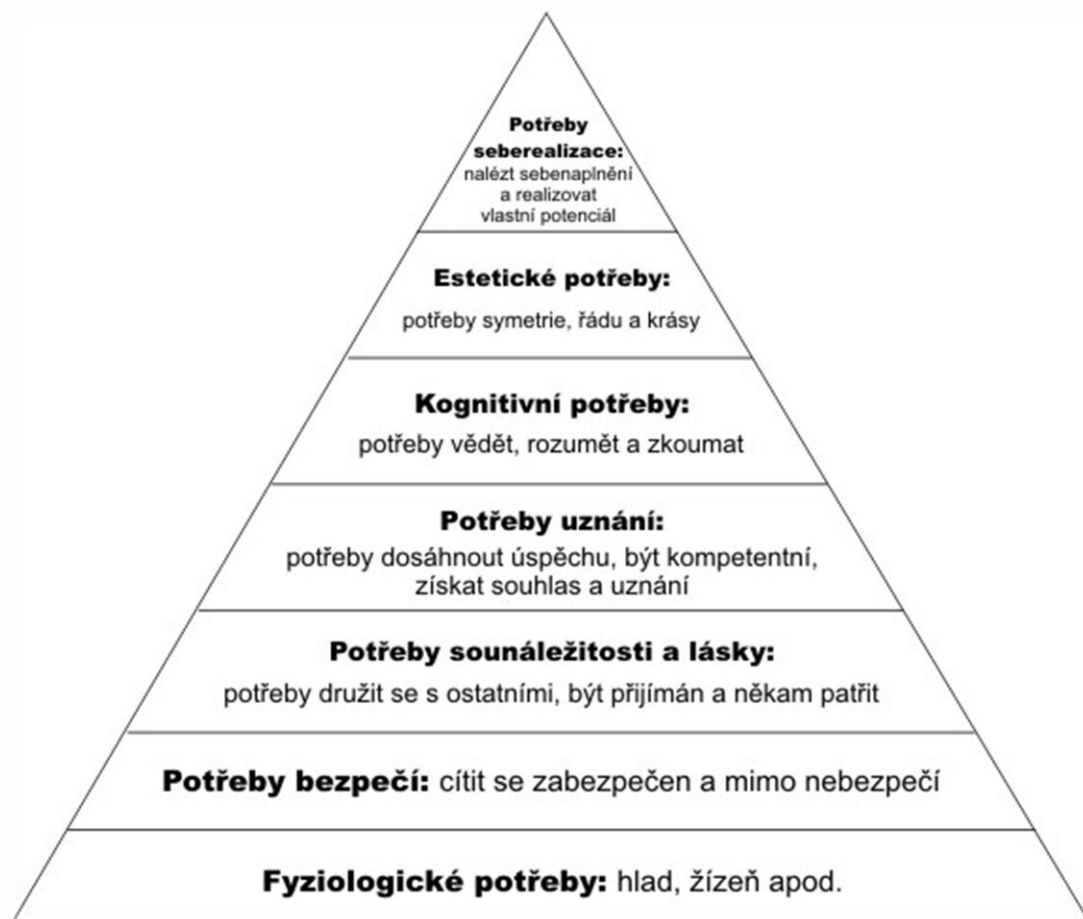 Potřeby
seberealizace:
nalézt sebenaplnění
a realizovat
vlastní potenciál
Estetické potřeby:
potřeby symetrie, řádu a krásy
Kognitivní potřeby:
potřeby vědět, rozumět a zkoumat
Potřeby uznání:
potřeby dosáhnout úspěchu, být kompetentní,
získat souhlas a uznání
Potřeby sounáležitosti a lásky:
potřeby družit se s ostatními, být přijímán a někam patřit
Potřeby bezpečí: cítit se zabezpečen a mimo nebezpečí
Fyziologické potřeby: hlad, žízeň apod.